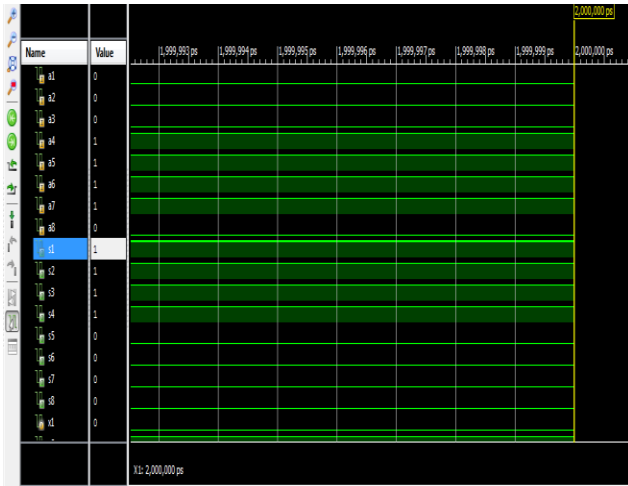 2,000,000 ps
Name Value
1,999,993 ps 1,999,994 ps 1,999,995 ps 1,999,996 ps 1,999,997 ps 1,999,998 ps 1,999,999 ps 2,000,000 ps
a1 0
a2 0
a3 0
a4 1
a5 1
a6 1
a7 1
a8 0
s1 1
s2 1
s3 1
s4 1
s5 0
s6 0
s7 0
s8 0
x1 0
X1: 2,000,000 ps